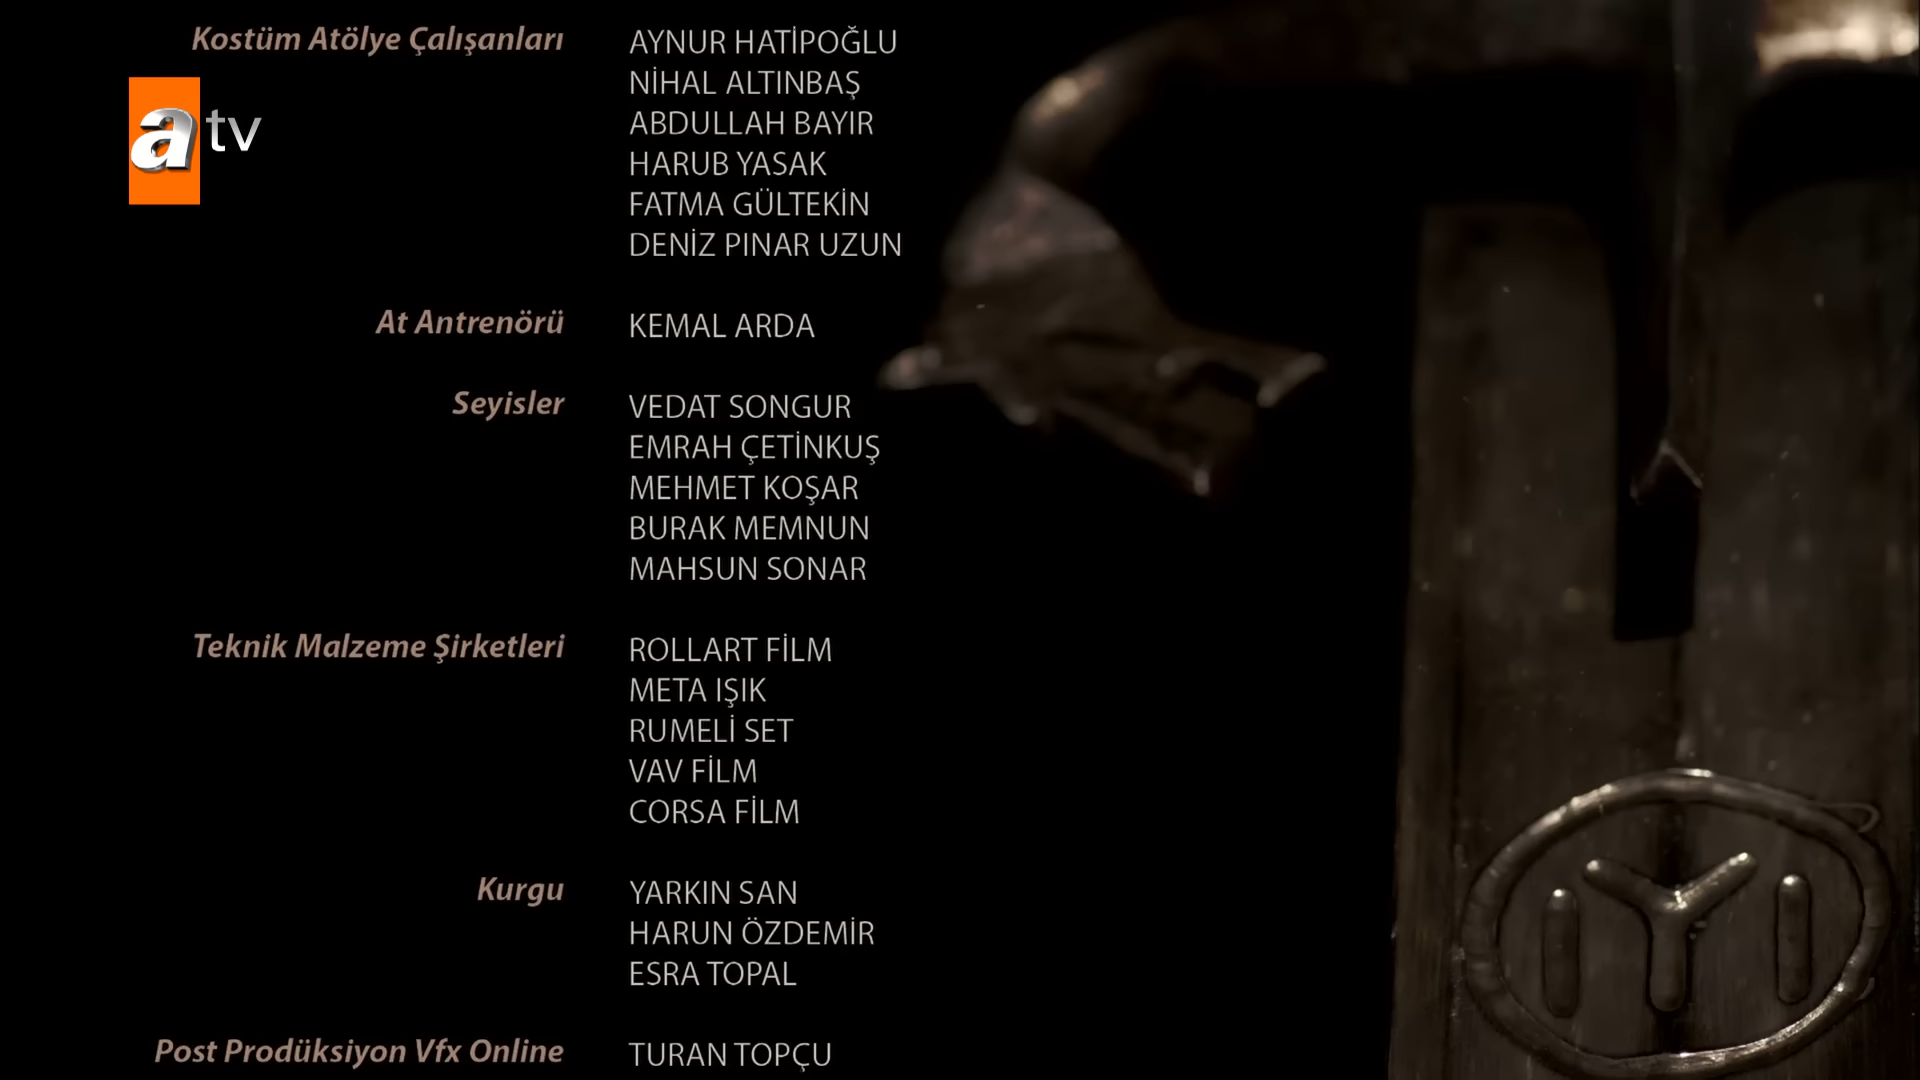 Kostüm Atölye Çalışanları AYNUR HATİPOĞLU
NİHAL ALTINBAŞ
atv
ABDULLAH BAYIR
HARUB YASAK
FATMA GÜLTEKİN
DENİZ PINAR UZUN
At Antrenörü KEMAL ARDA
Seyisler VEDAT SONGUR
EMRAH ÇETİNKUŞ
MEHMET KOŞAR
BURAK MEMNUN
MAHSUN SONAR
Teknik Malzeme Şirketleri ROLLART FİLM
META IŞIK
RUMELİ SET
VAV FİLM
CORSA FİLM
Kurgu YARKIN SAN
HARUN ÖZDEMİR
ESRA TOPAL
IYI
Post Prodüksiyon Vfx Online TURAN TOPÇU